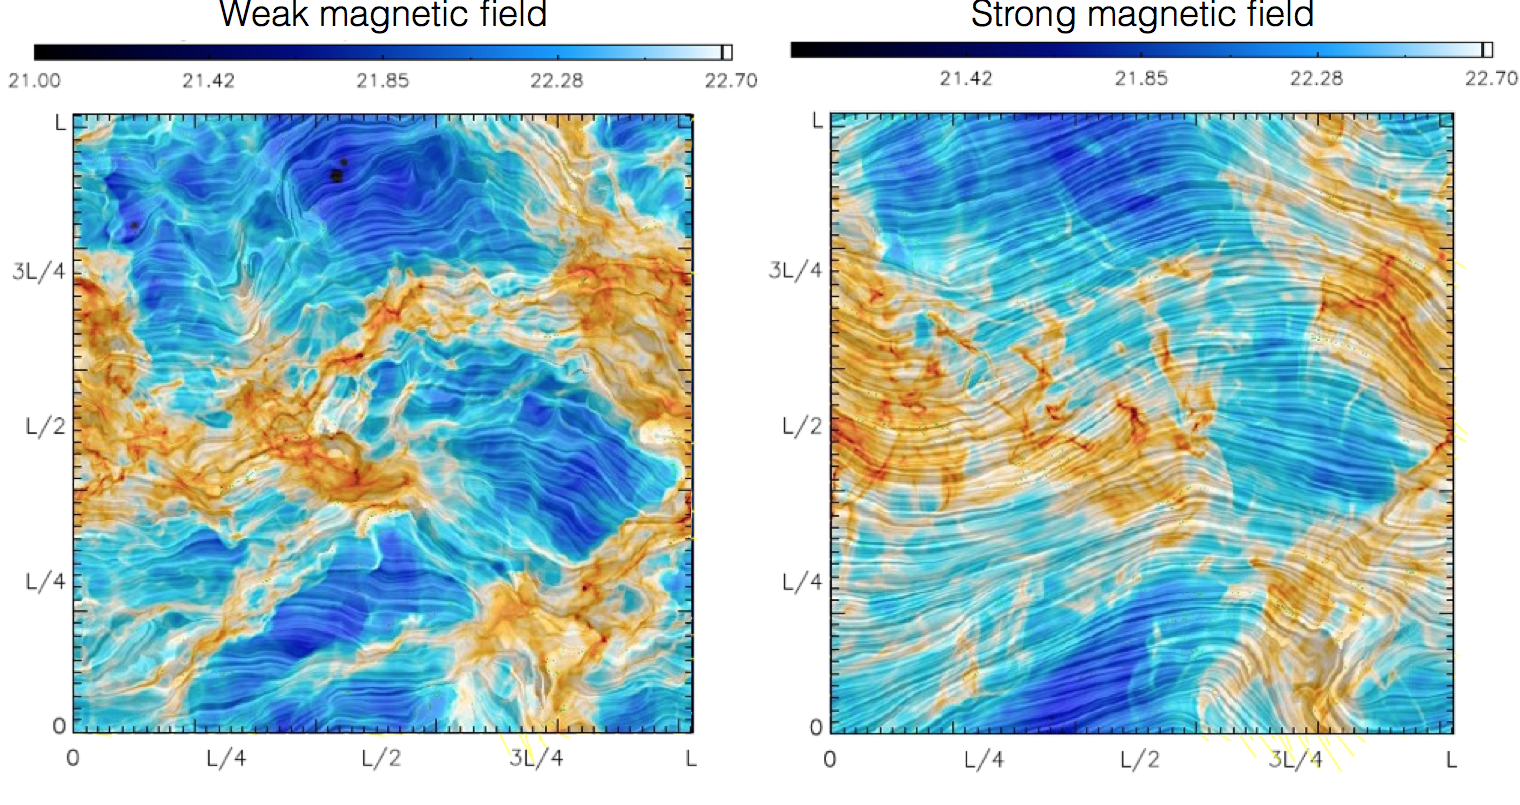 Weak magnetic field
Strong magnetic field
21.00 21.42 21.85 22.28 22.70
21.42 21.85 22.28 22.70
L
3L/4
L/2
L/4
0
0 L/4 L/2 3L/4 L
L
3L/4
L/2
L/4
0
0 L/4 L/2 3L/4 L